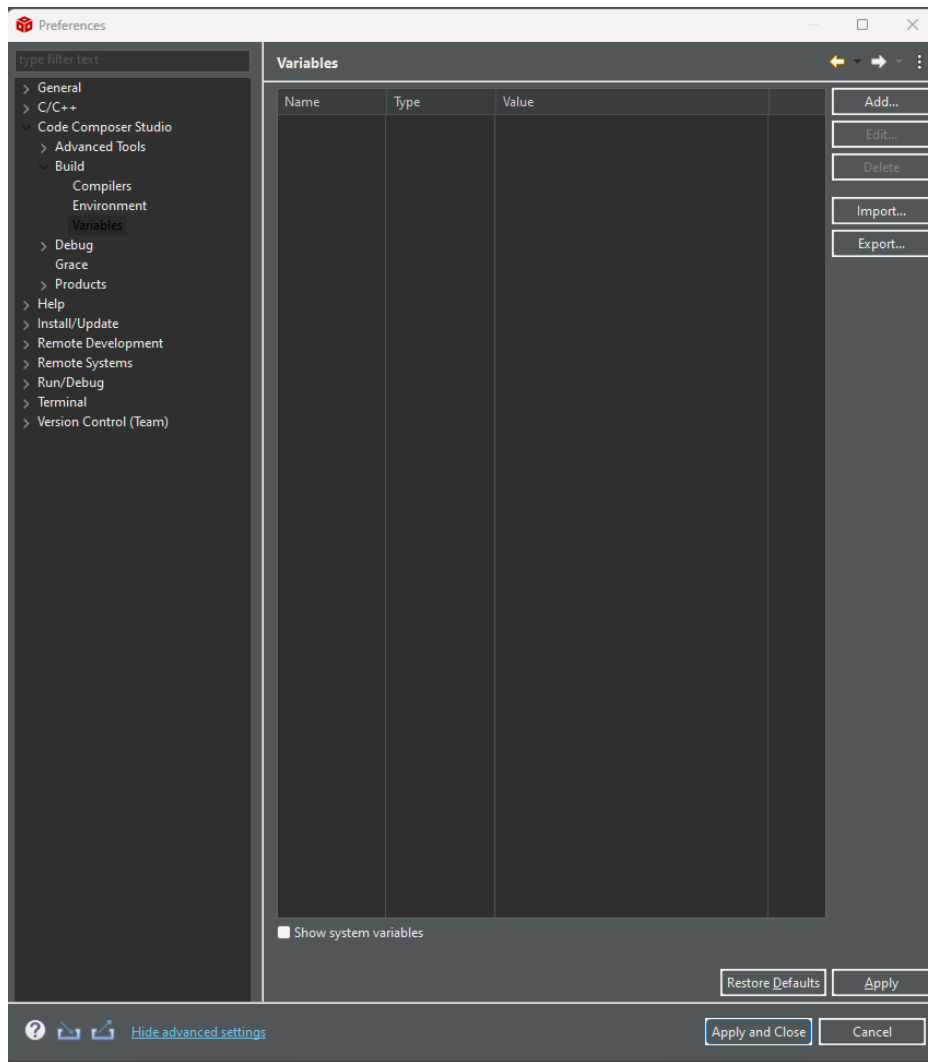 Preferences
type filter text
General
C/C++
Code Composer Studio
Advanced Tools
Build
Compilers
Environment
Variables
Debug
Grace
Products
Help
Install/Update
Remote Development
Remote Systems
Run/Debug
Terminal
Version Control (Team)
Variables
Name Type Value
Add...
Edit...
Delete
Import...
Export...
Show system variables
Restore Defaults Apply
Hide advanced settings
Apply and Close Cancel